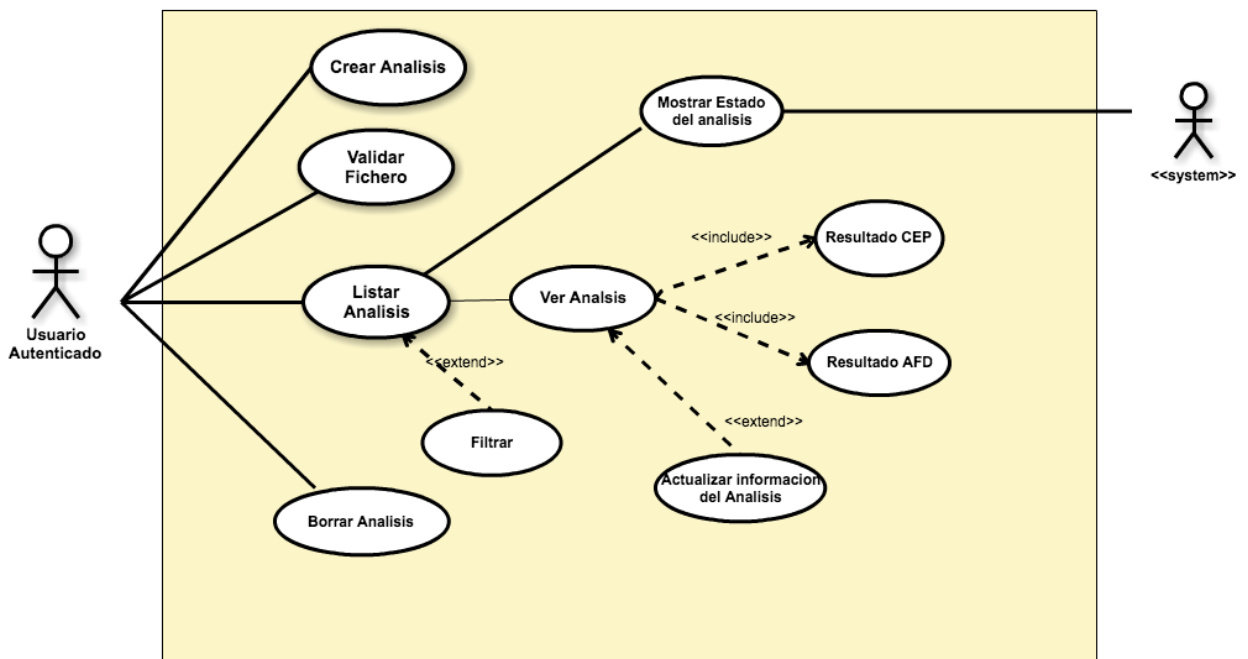 Crear Analisis
Mostrar Estado
del analisis
Validar
Fichero
<<system>>
Usuario
Autenticado
Listar
Analisis
Ver Analsis
<<include>>
Resultado CEP
<<include>>
Resultado AFD
<<extend>>
Filtrar
<<extend>>
Actualizar informacion
del Analisis
Borrar Analisis